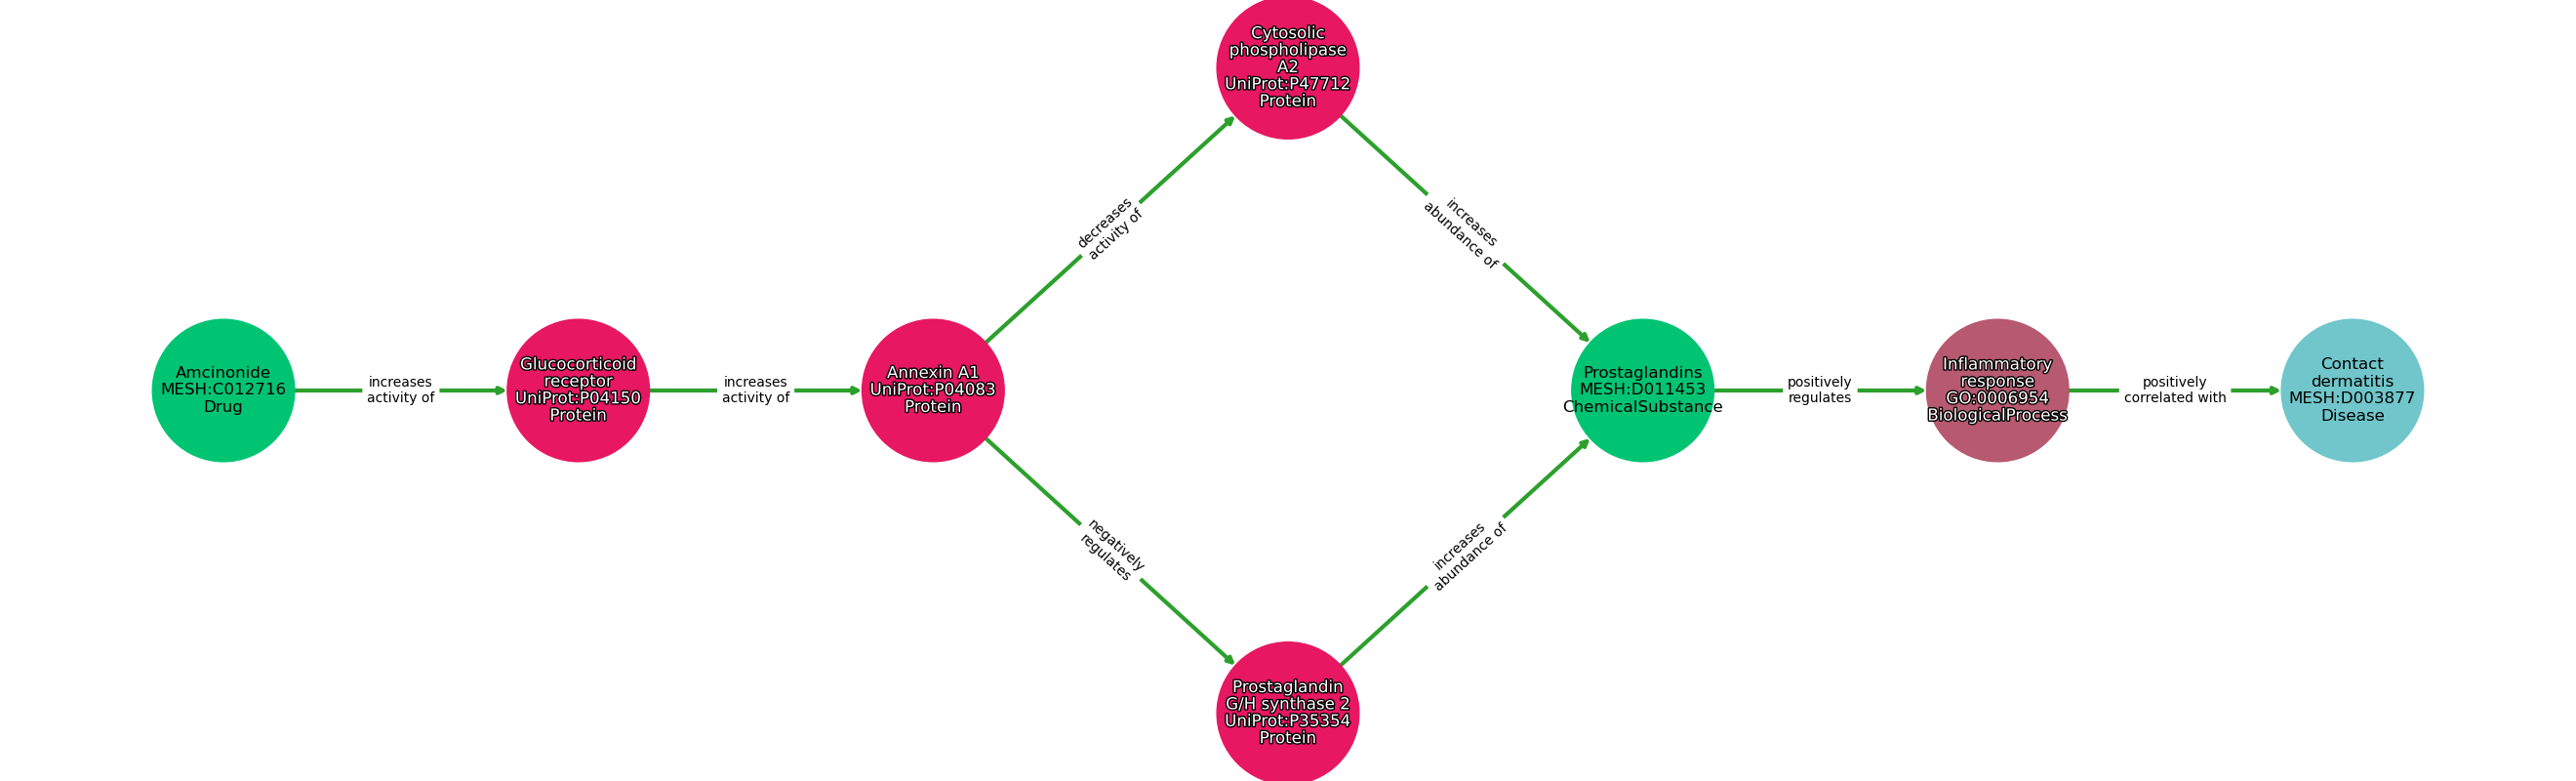 Cytosolic
phospholipase
A2
UniProt:P47712
Protein
decreases
activity of
increases
abundance of
Amcinonide
MESH:C012716
Drug
increases
activity of
Glucocorticoid
receptor
UniProt:P04150
Protein
increases
activity of
Annexin A1
UniProt:P04083
Protein
Prostaglandins
MESH:D011453
ChemicalSubstance
positively
regulates
Inflammatory
response
GO:0006954
BiologicalProcess
positively
correlated with
Contact
dermatitis
MESH:D003877
Disease
negatively
regulates
increases
abundance of
Prostaglandin
G/H synthase 2
UniProt:P35354
Protein